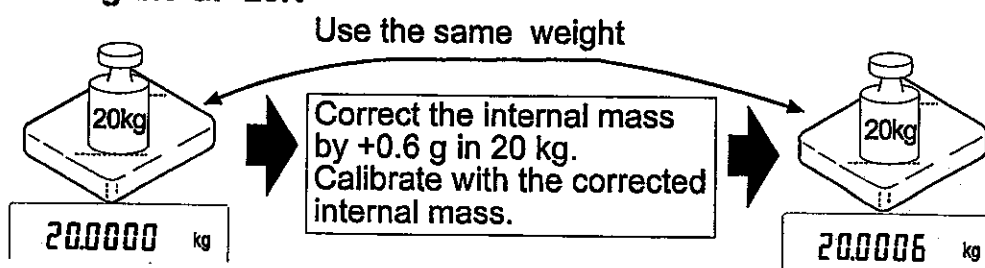 Use the same weight
20kg
Correct the internal mass
by +0.6 g in 20 kg.
Calibrate with the corrected
internal mass.
20kg
20.0000 kg
20.0006 kg